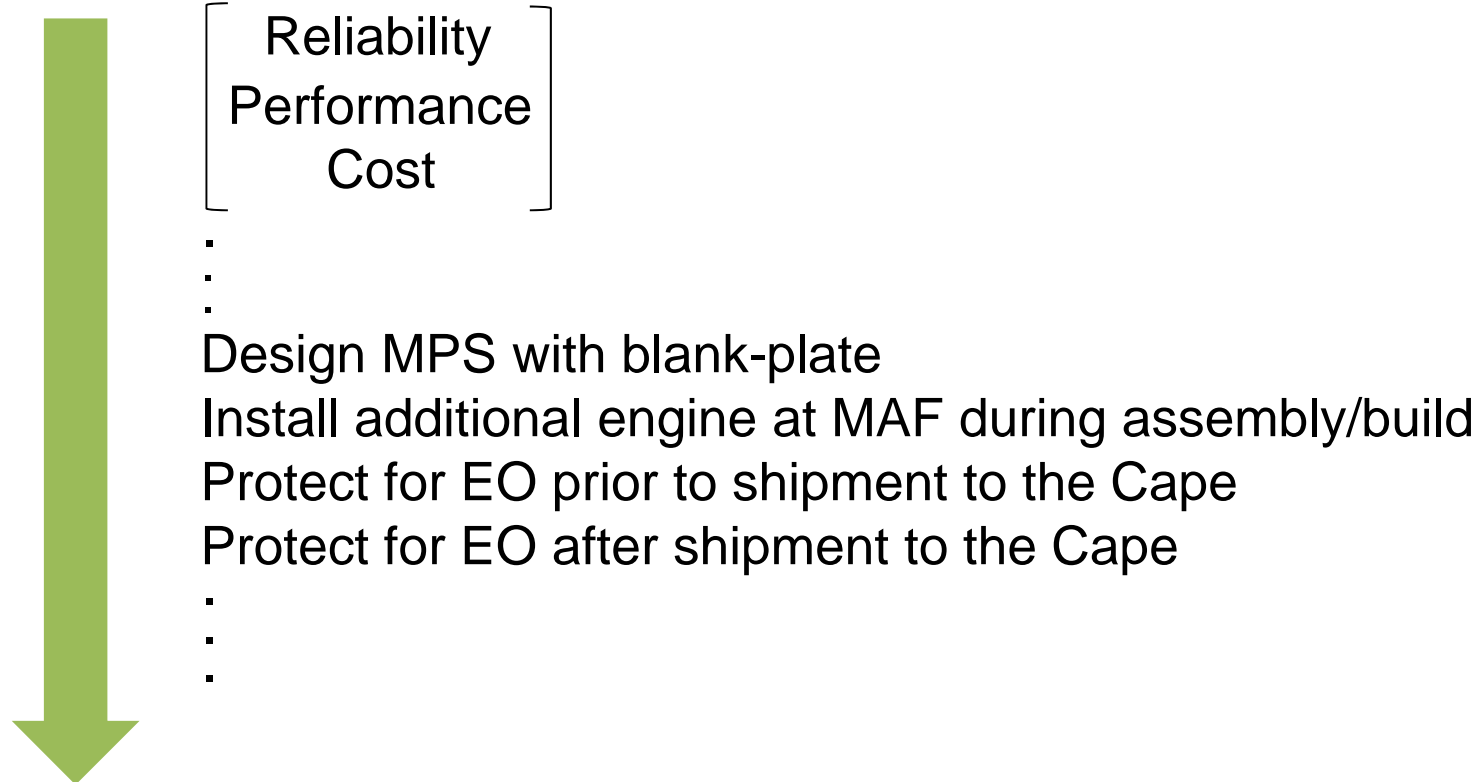 Reliability
Performance
Cost
.
.
.
Design MPS with blank-plate
Install additional engine at MAF during assembly/build
Protect for EO prior to shipment to the Cape
Protect for EO after shipment to the Cape
.
.
.